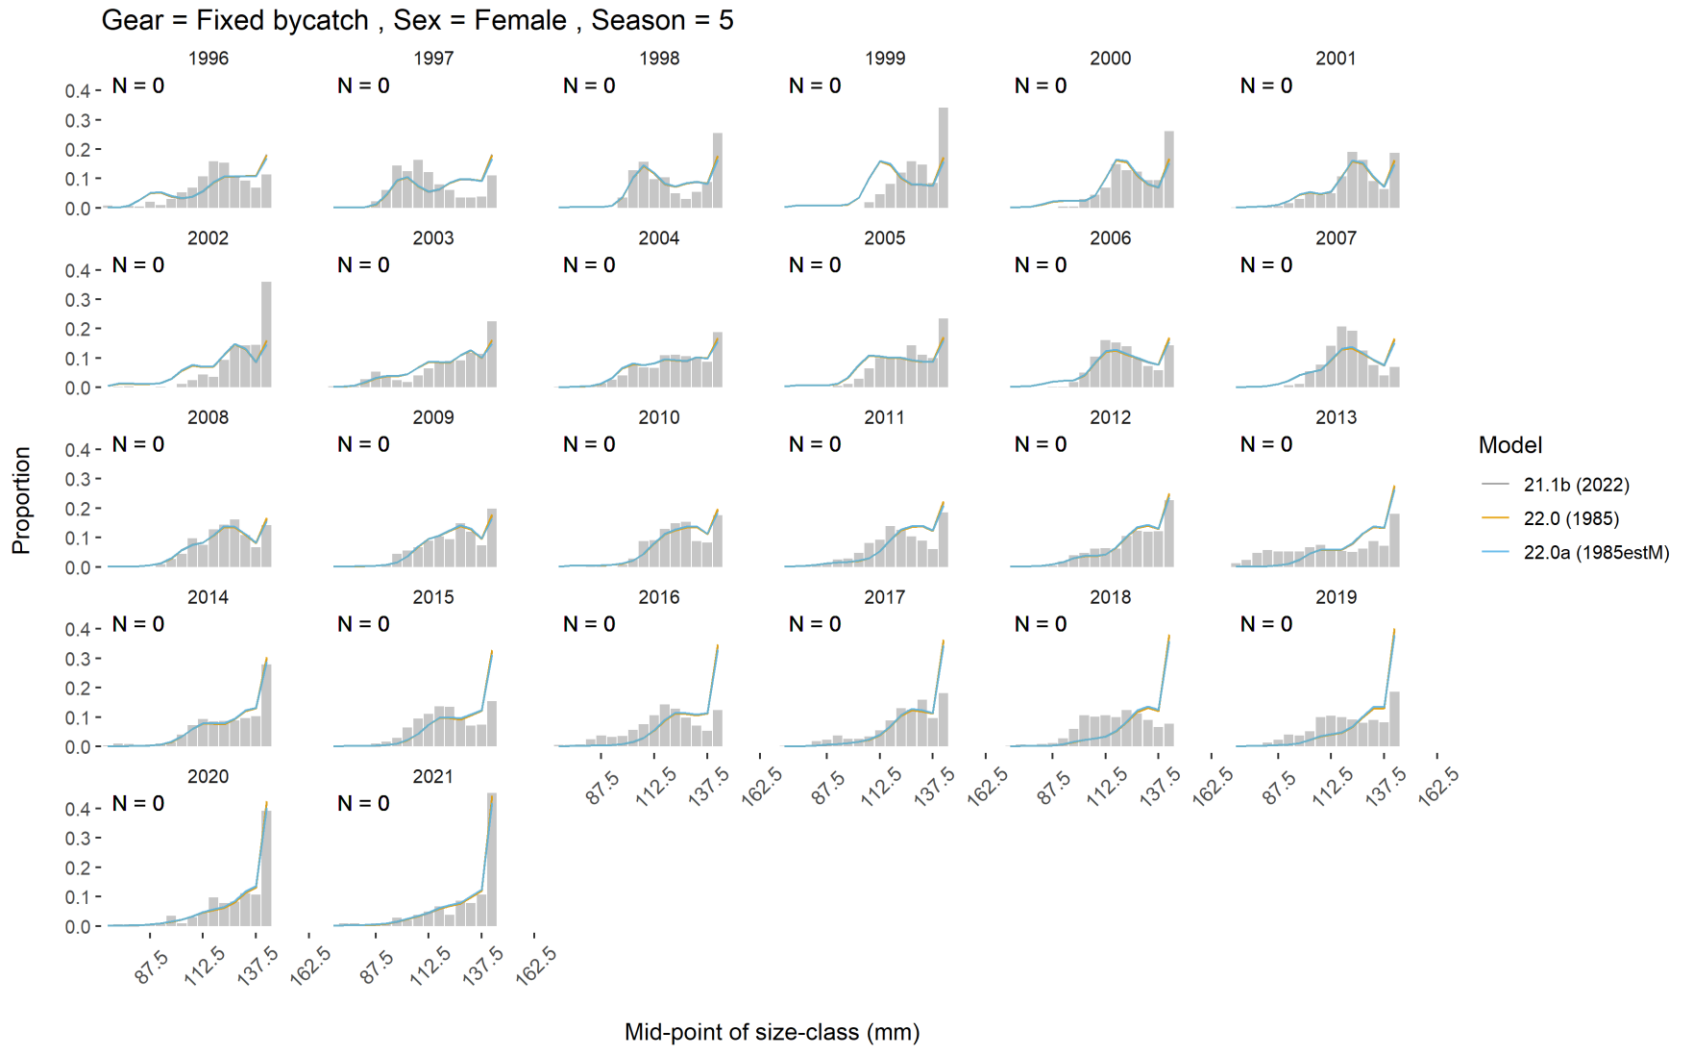 Gear = Fixed bycatch , Sex = Female , Season = 5
1996 1997 1998 1999 2000 2001
N = 0 N = 0 N = 0 N = 0 N = 0 N = 0
0.4
0.3
0.2
0.1
0.0
2002 2003 2004 2005 2006 2007
N = 0 N = 0 N = 0 N = 0 N = 0 N = 0
0.4
0.3
0.2
0.1
0.0
2008 2009 2010 2011 2012 2013
N = 0 N = 0 N = 0 N = 0 N = 0 N = 0
0.4
0.3
0.2
0.1
0.0
2014 2015 2016 2017 2018 2019
N = 0 N = 0 N = 0 N = 0 N = 0 N = 0
0.4
0.3
0.2
0.1
0.0
87.5 112.5 137.5 162.5 87.5 112.5 137.5 162.5 87.5 112.5 137.5 162.5 87.5 112.5 137.5 162.5
2020 2021
N = 0 N = 0
0.4
0.3
0.2
0.1
0.0
87.5 112.5 137.5 162.5 87.5 112.5 137.5 162.5
Proportion
Mid-point of size-class (mm)
Model
21.1b (2022)
22.0 (1985)
22.0a (1985estM)